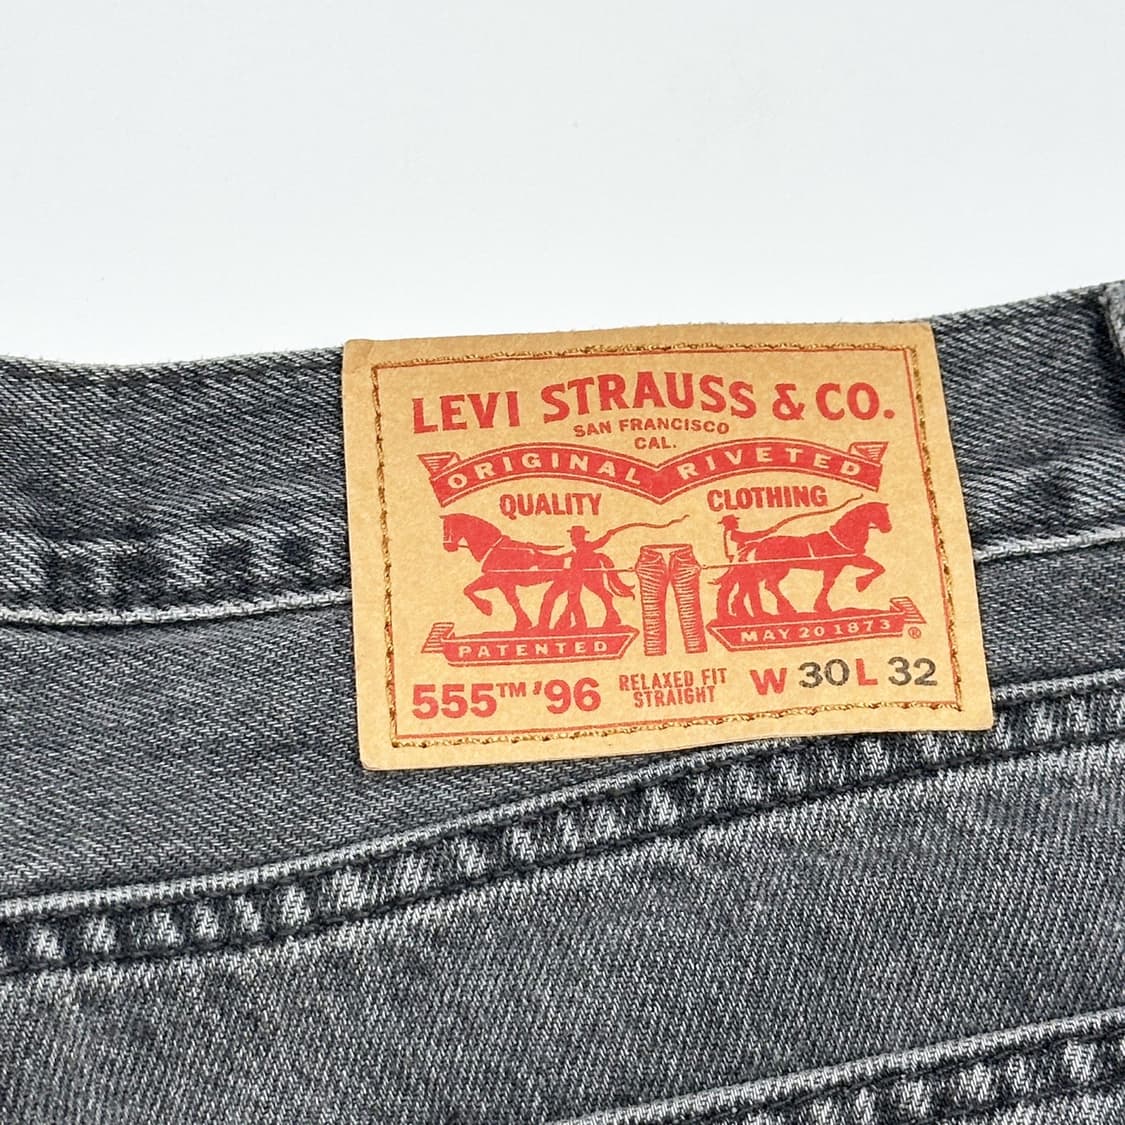 LEVI STRAUSS & CO.
SAN FRANCISCO
CAL.
ORIGINAL RIVETED
QUALITY CLOTHING
PATENTED MAY 20 1873 ®
555™ '96 RELAXED FIT STRAIGHT W 30 L 32